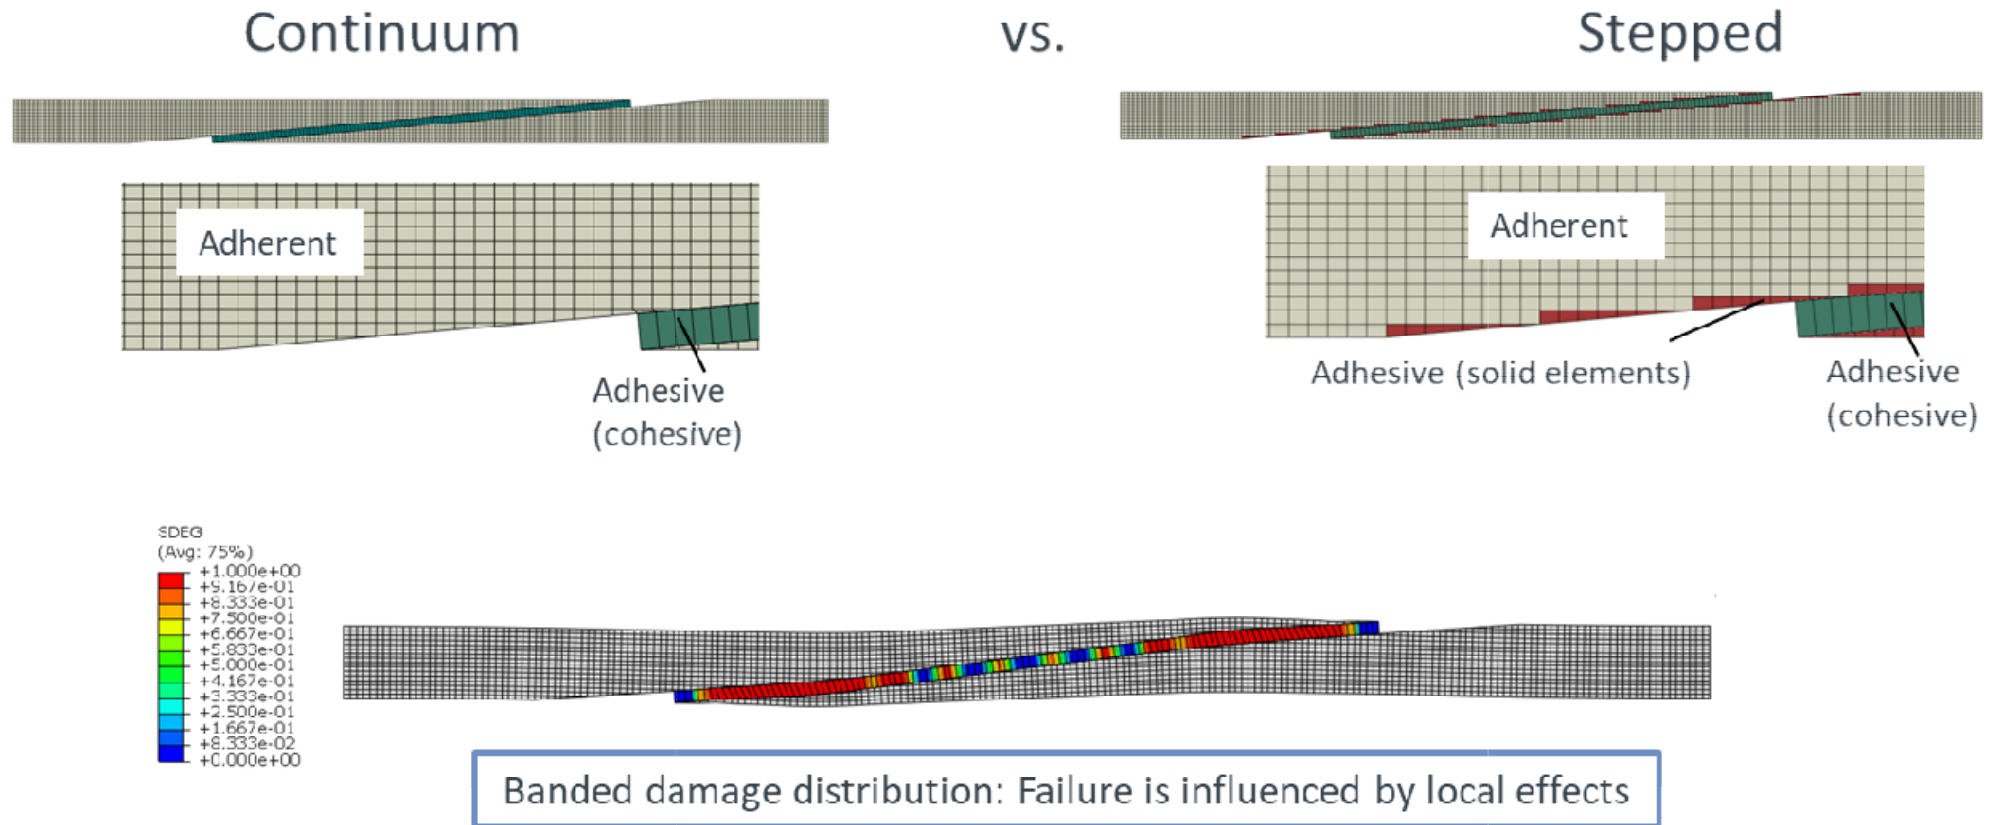 Continuum vs. Stepped
Adherent
Adherent
Adhesive (solid elements)
Adhesive
(cohesive)
Adhesive
(cohesive)
SDEG
(Avg: 75%)
+1.000e+00
+9.167e-01
+8.333e-01
+7.500e-01
+6.667e-01
+5.833e-01
+5.000e-01
+4.167e-01
+3.333e-01
+2.500e-01
+1.667e-01
+8.333e-02
+0.000e+00
Banded damage distribution: Failure is influenced by local effects